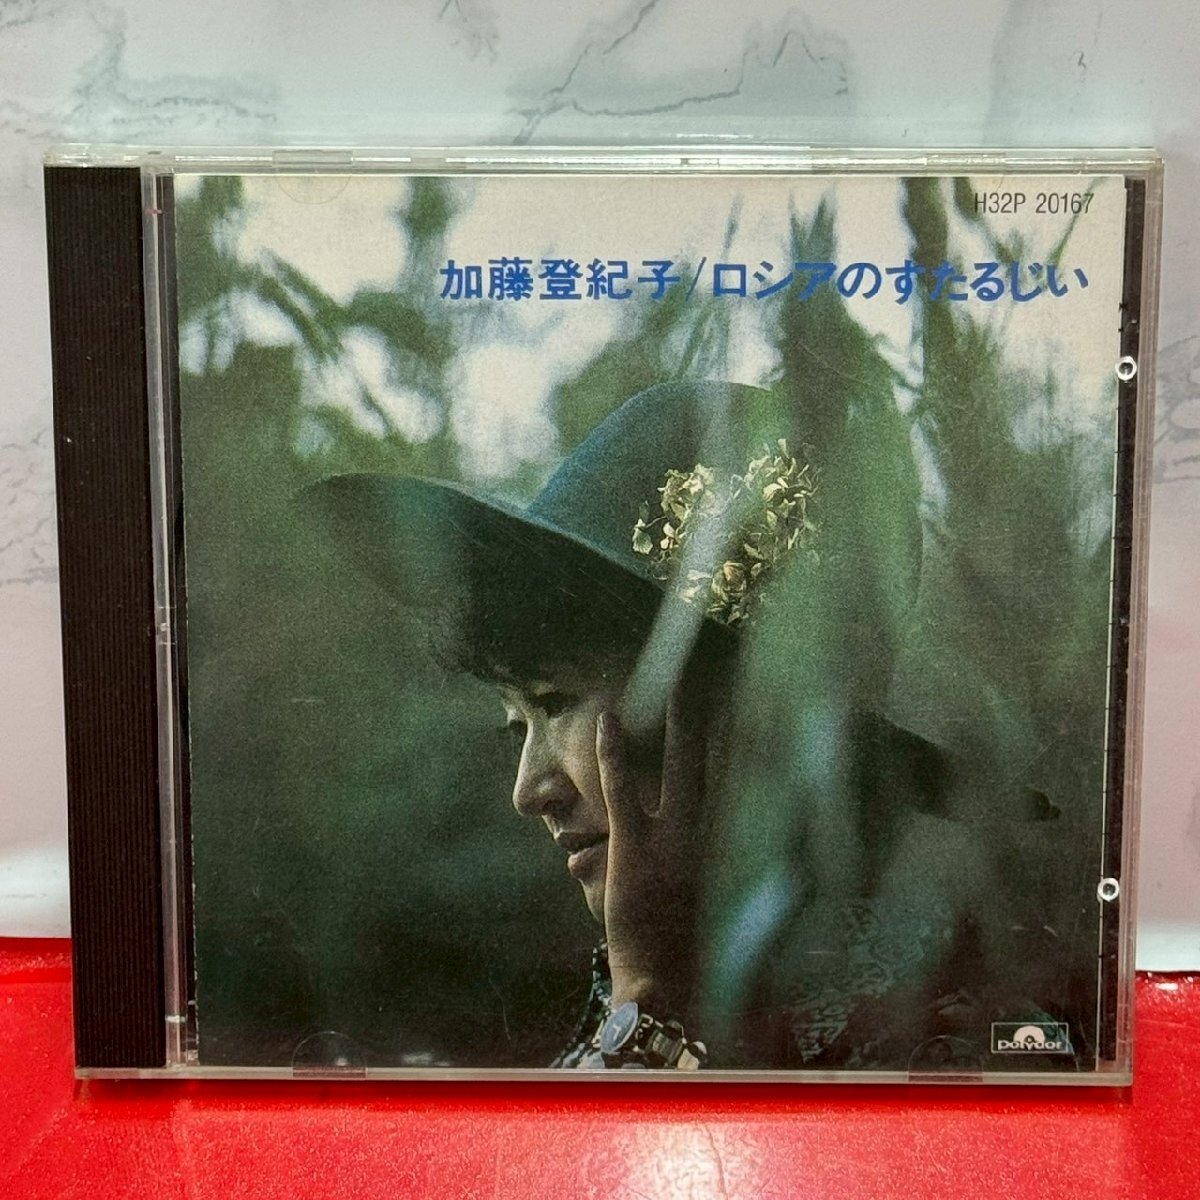 H32P 20167
加藤登紀子/ロシアのすたるじい
polydor